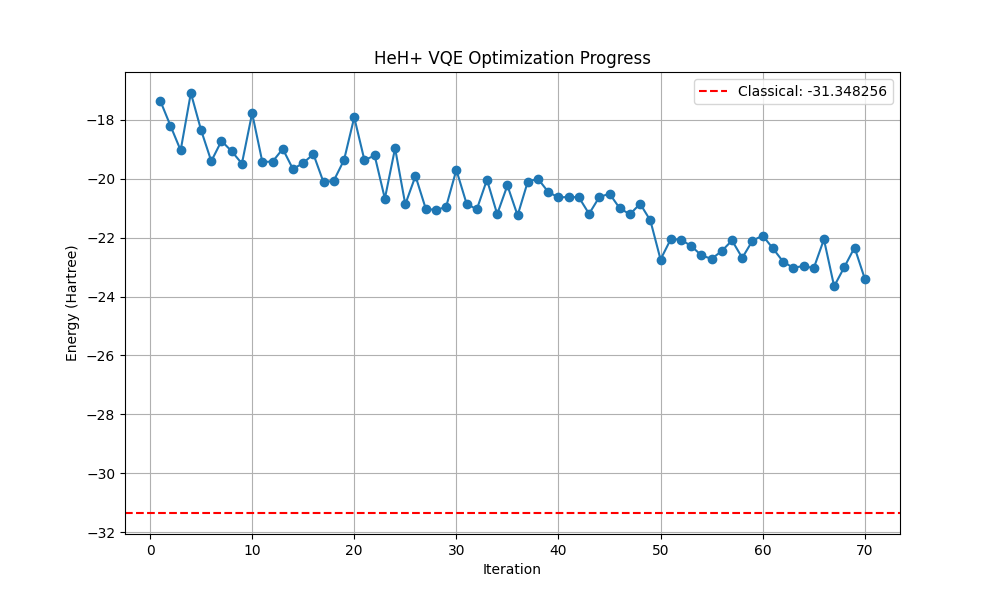 HeH+ VQE Optimization Progress
Classical: -31.348256
Energy (Hartree)
−18
−20
−22
−24
−26
−28
−30
−32
0 10 20 30 40 50 60 70
Iteration